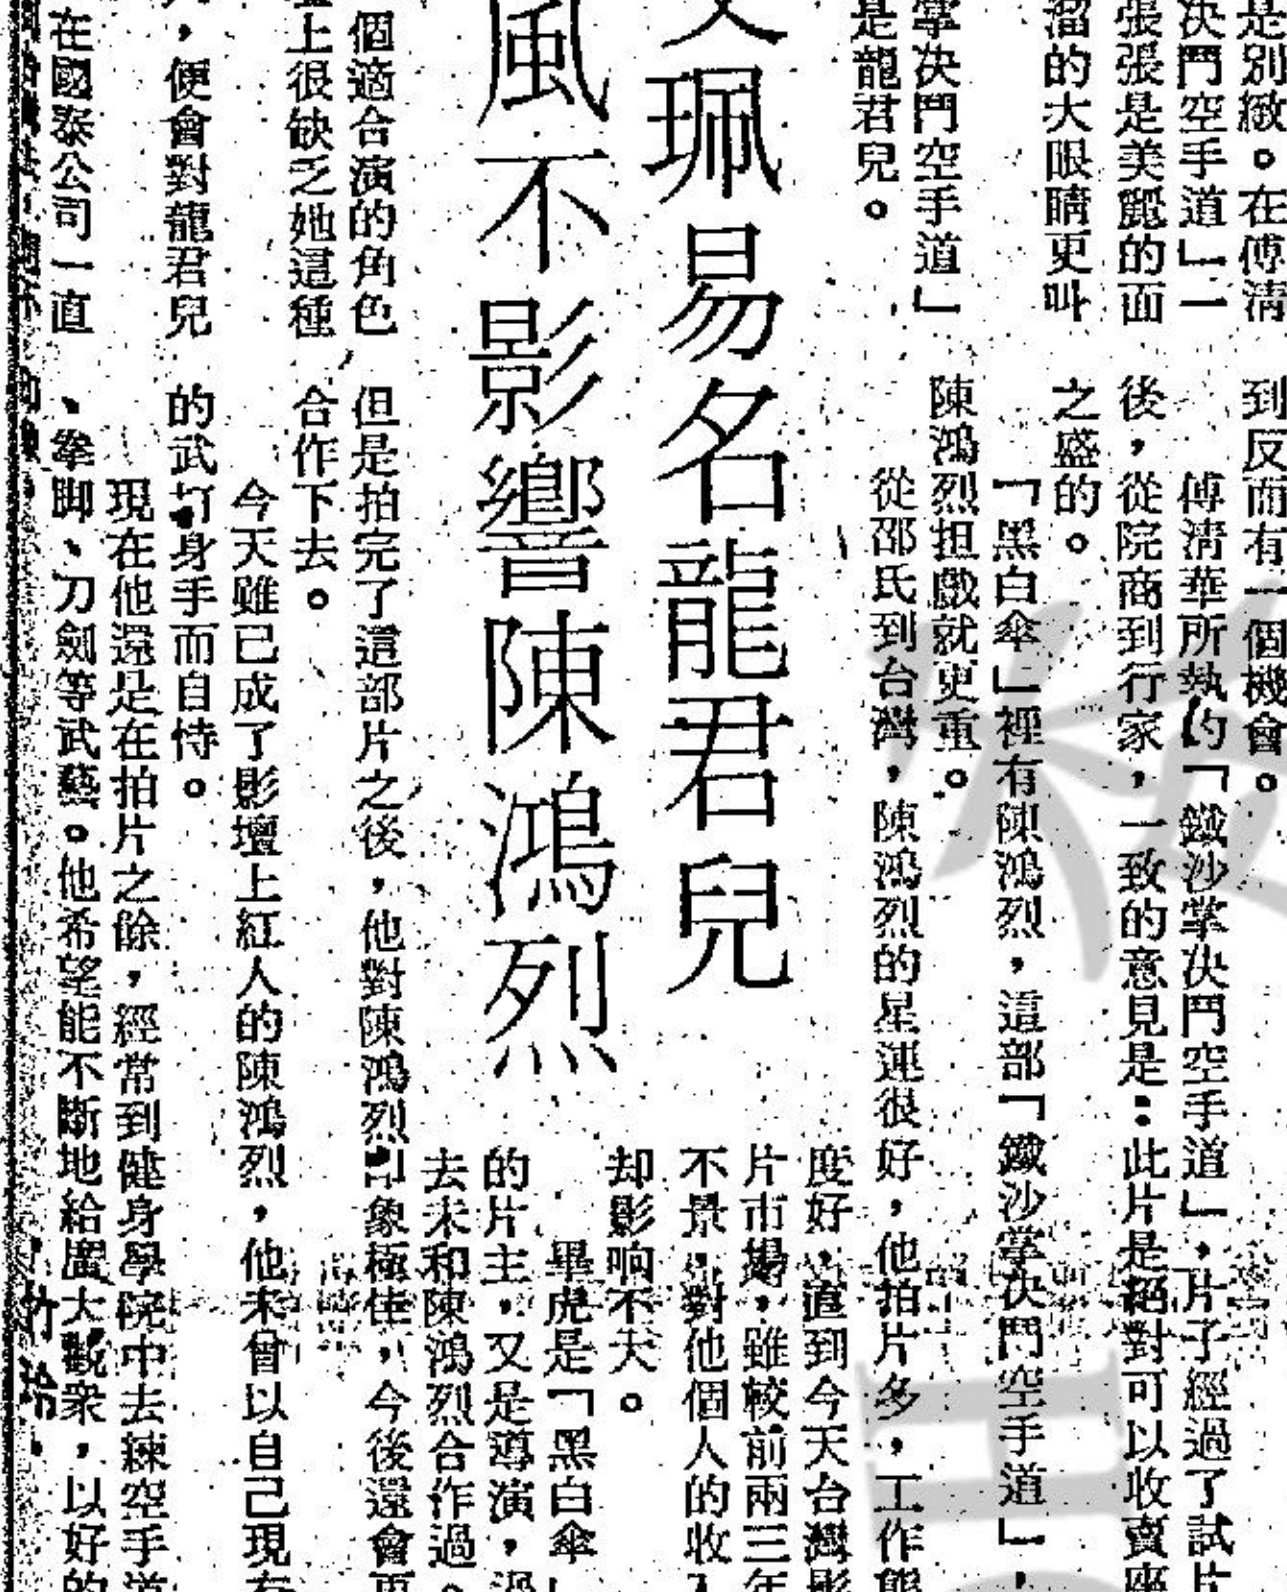 是別緻。在傅清
决鬥空手道」一
張張是美麗的面
溜的大眼睛更叫
掌决鬥空手道」
是龍君兒。
珮易名龍君兒
風不影響陳鴻烈
個適合演的角色
上很缺乏她這種
，便會對龍君兒
在國泰公司一直
到反而有一個機會。
傅清華所執的「鐵沙掌决鬥空手道」，片子經過了試片
後，從院商到行家，一致的意見是：此片是絕對可以收賣座
之盛的。
「黑白傘」裡有陳鴻烈，這部「鐵沙掌决鬥空手道」，
陳鴻烈担戲就更重。
從邵氏到台灣，陳鴻烈的星運很好，他拍片多，工作態
度好，直到今天台灣影
片市場，雖較前兩三年
不景，對他個人的收入
却影响不大。
畢虎是「黑白傘」
的片主，又是導演，過
去未和陳鴻烈合作過。
但是拍完了這部片之後，他對陳鴻烈印象極佳，今後還會再
合作下去。
今天雖已成了影壇上紅人的陳鴻烈，他未曾以自己現有
的武打身手而自恃。
現在他還是在拍片之餘，經常到健身學院中去練空手道
、拳脚、刀劍等武藝。他希望能不斷地給廣大觀衆，以好的